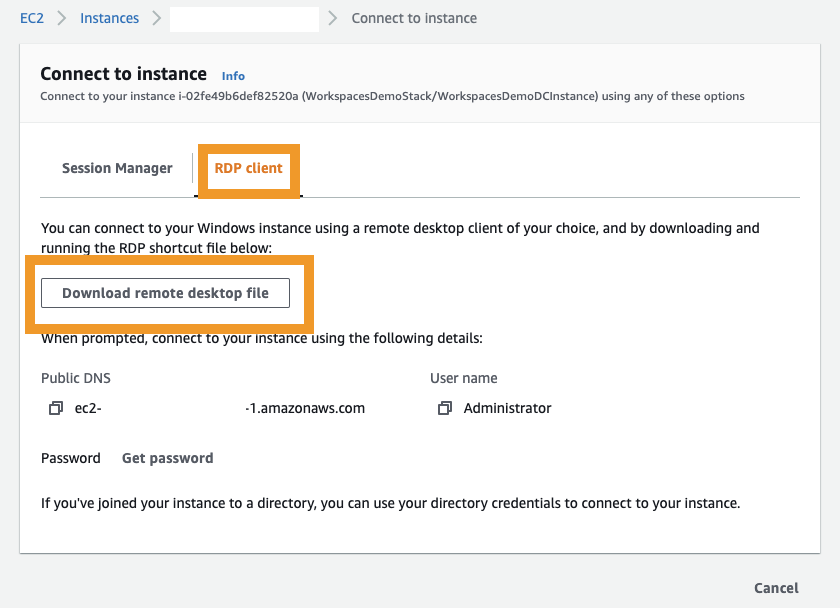 EC2 > Instances > > Connect to instance
Connect to instance Info
Connect to your instance i-02fe49b6def82520a (WorkspacesDemoStack/WorkspacesDemoDCInstance) using any of these options
Session Manager RDP client
You can connect to your Windows instance using a remote desktop client of your choice, and by downloading and
running the RDP shortcut file below:
Download remote desktop file
When prompted, connect to your instance using the following details:
Public DNS User name
ec2- -1.amazonaws.com Administrator
Password Get password
If you've joined your instance to a directory, you can use your directory credentials to connect to your instance.
Cancel